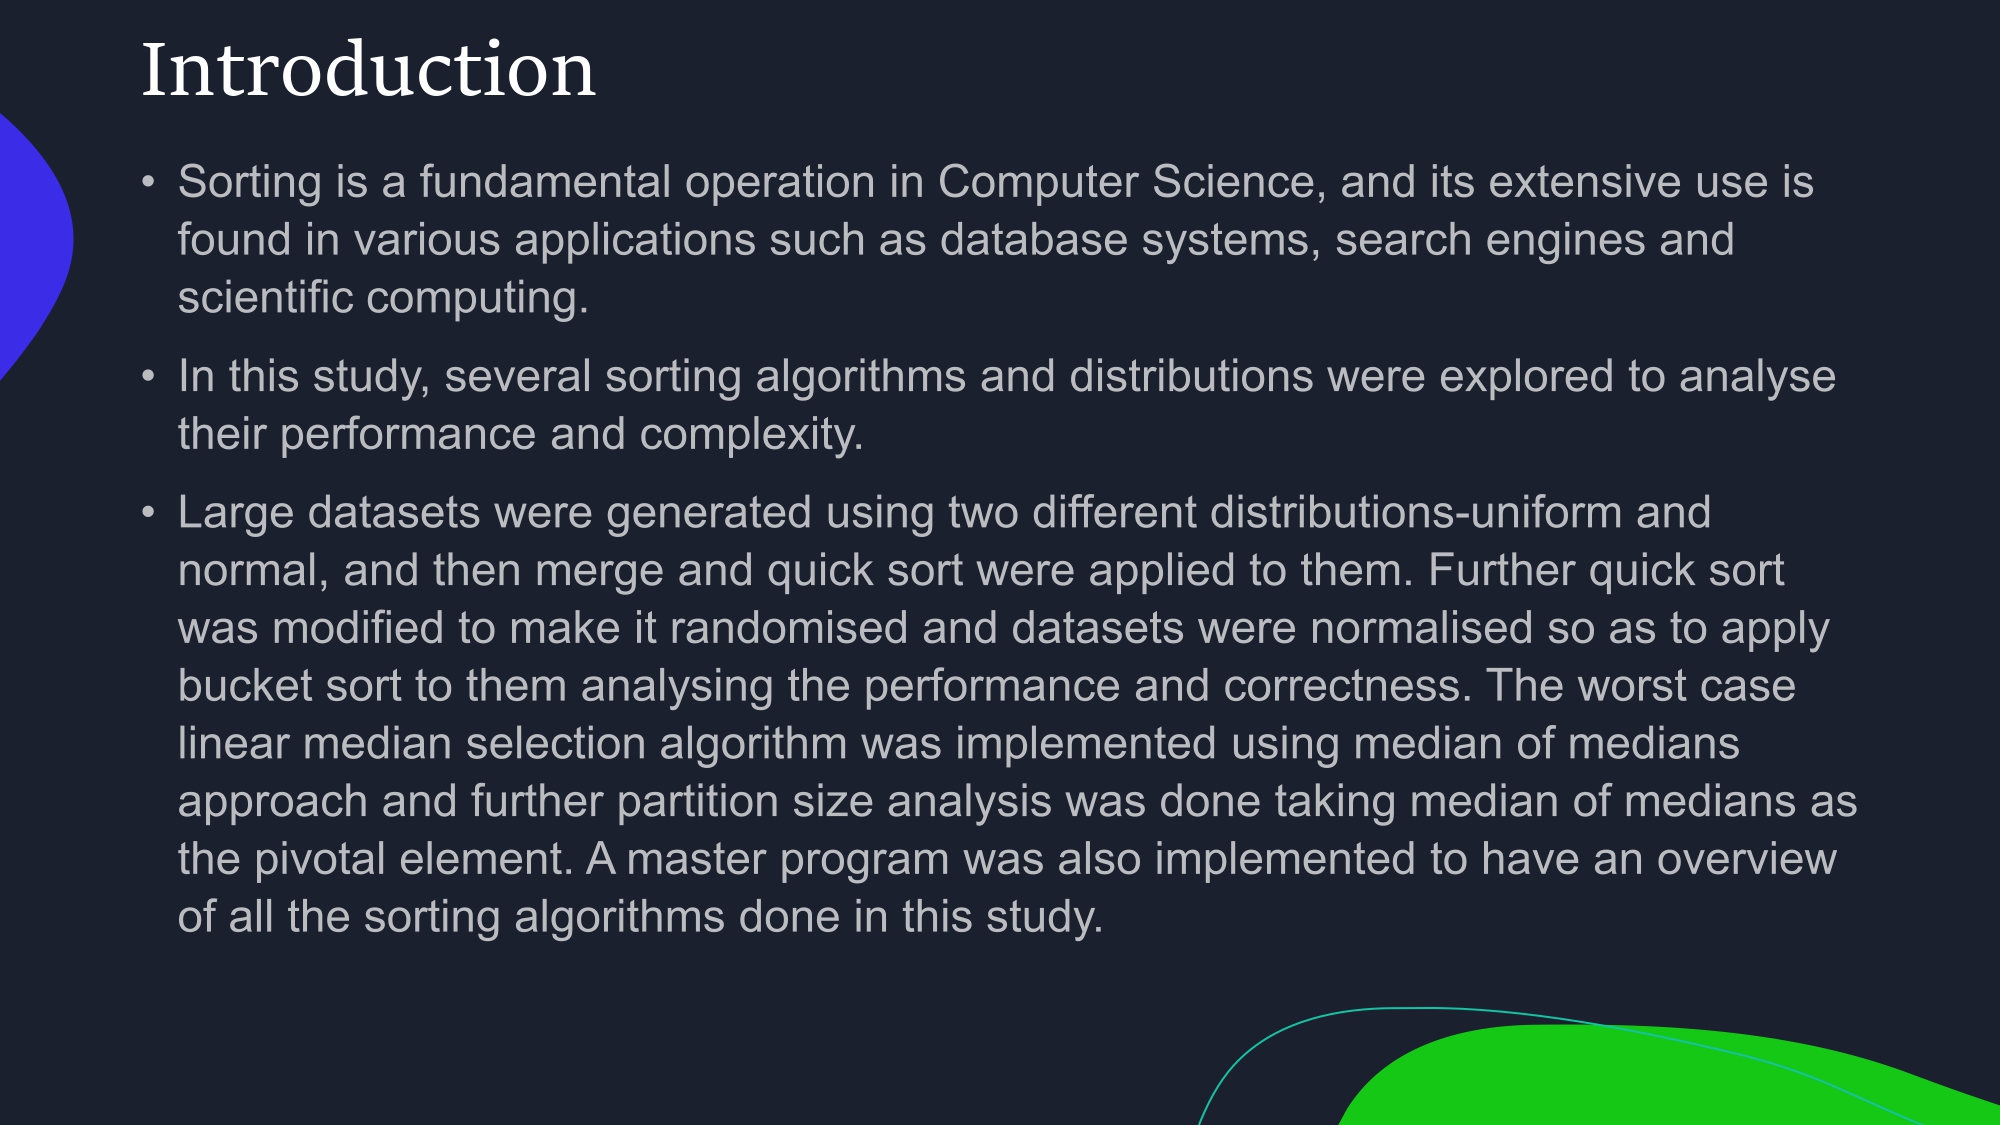 Introduction
• Sorting is a fundamental operation in Computer Science, and its extensive use is
found in various applications such as database systems, search engines and
scientific computing.
• In this study, several sorting algorithms and distributions were explored to analyse
their performance and complexity.
• Large datasets were generated using two different distributions-uniform and
normal, and then merge and quick sort were applied to them. Further quick sort
was modified to make it randomised and datasets were normalised so as to apply
bucket sort to them analysing the performance and correctness. The worst case
linear median selection algorithm was implemented using median of medians
approach and further partition size analysis was done taking median of medians as
the pivotal element. A master program was also implemented to have an overview
of all the sorting algorithms done in this study.